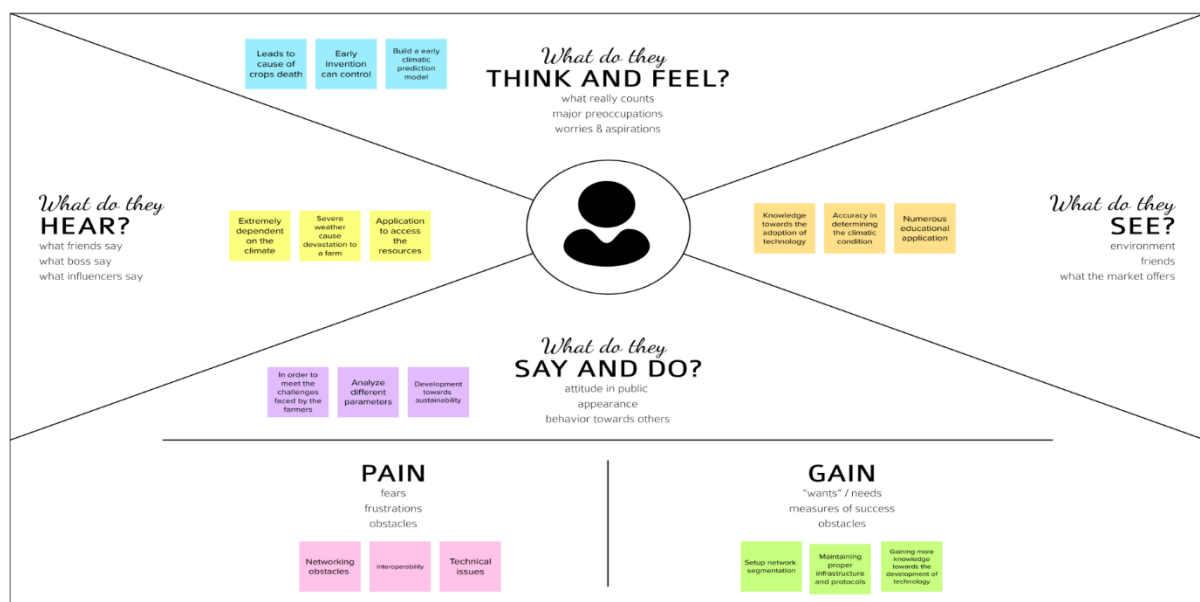 Leads to
cause of
crops death
Early
invention
can control
Build a early
climatic
prediction
model
What do they
THINK AND FEEL?
what really counts
major preoccupations
worries & aspirations
What do they
HEAR?
what friends say
what boss say
what influencers say
Extremely
dependent
on the
climate
Severe
weather
cause
devastation to
a farm
Application
to access
the
resources
Knowledge
towards the
adoption of
technology
Accuracy in
determining
the climatic
condition
Numerous
educational
application
What do they
SEE?
environment
friends
what the market offers
What do they
SAY AND DO?
attitude in public
appearance
behavior towards others
In order to
meet the
challenges
faced by the
farmers
Analyze
different
parameters
Development
towards
sustainability
PAIN
fears
frustrations
obstacles
Networking
obstacles
Interoperability
Technical
issues
GAIN
"wants" / needs
measures of success
obstacles
Setup network
segmentation
Maintaining
proper
infrastructure
and protocols
Gaining more
knowledge
towards the
development of
technology